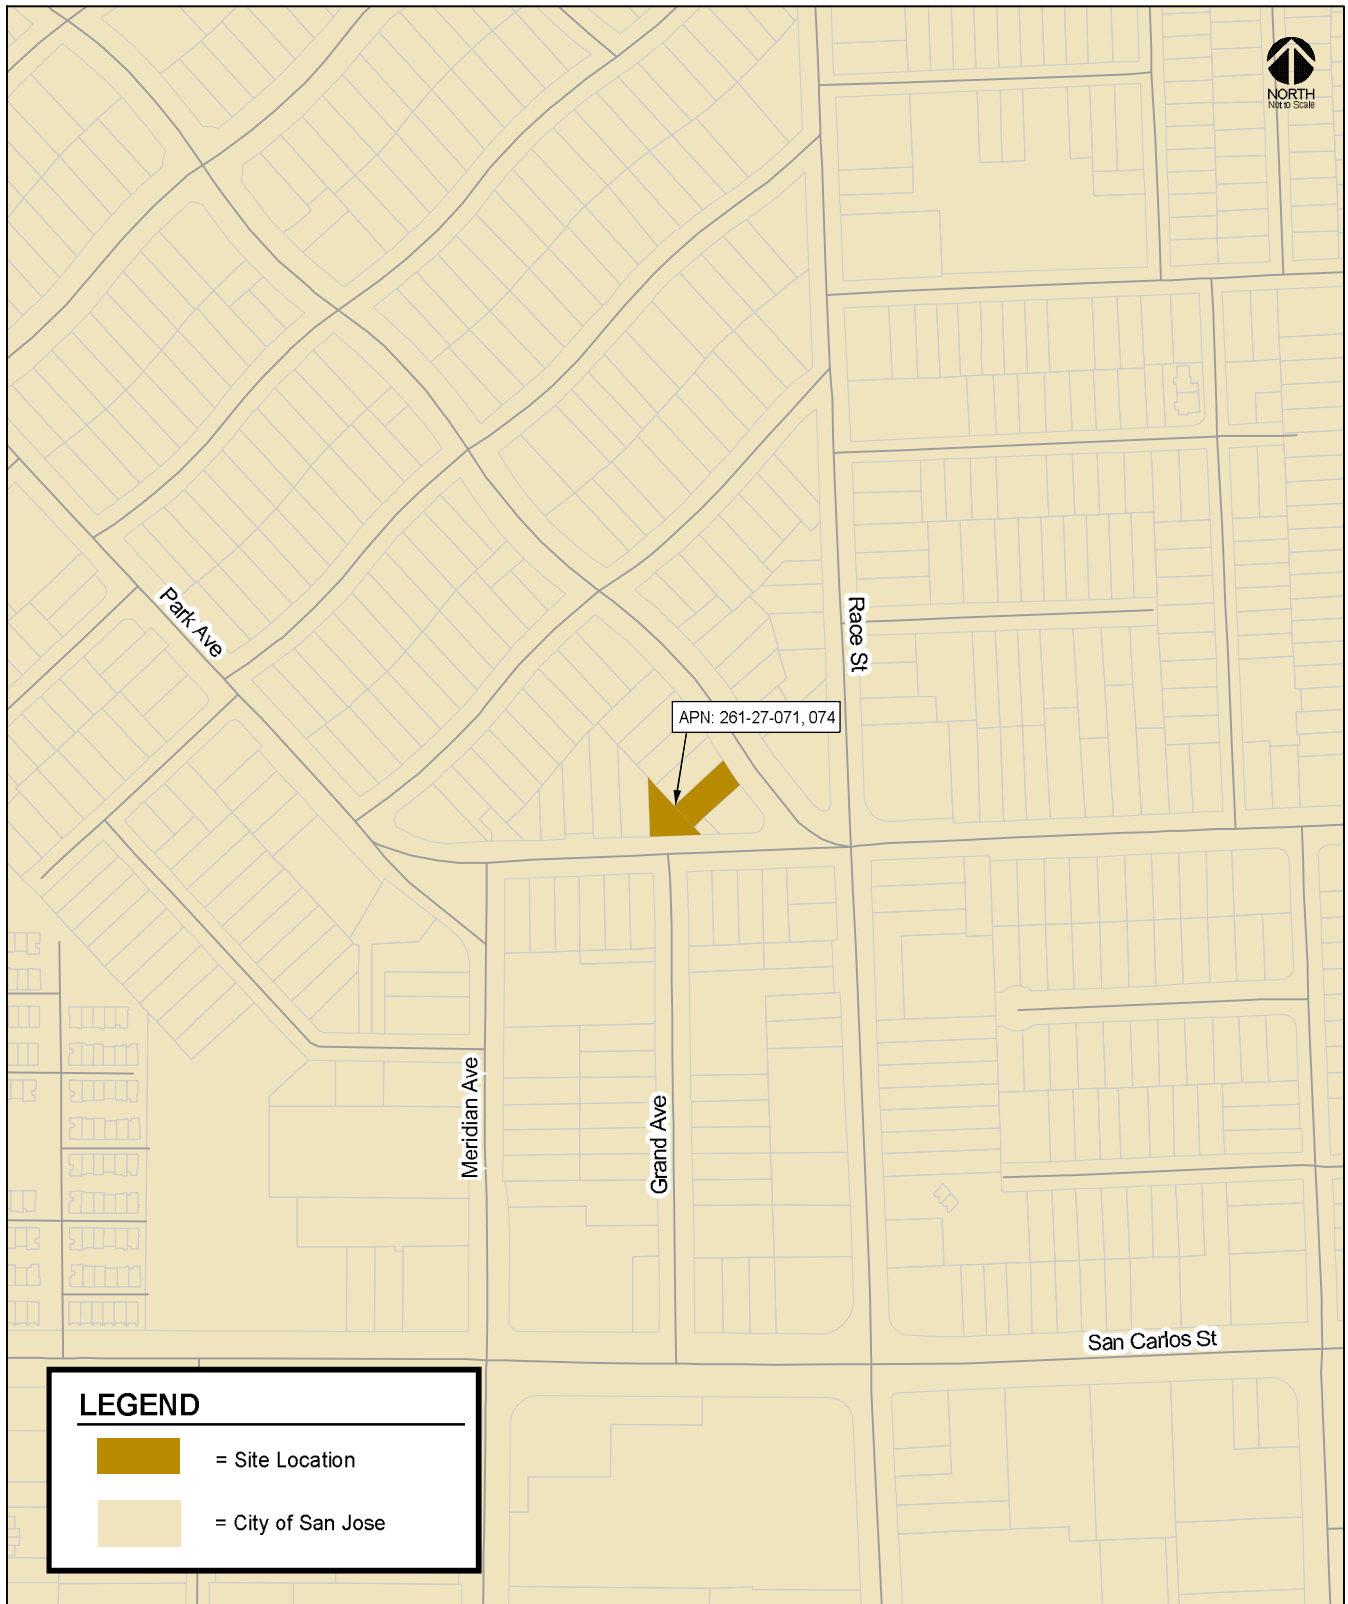 NORTH
Not to Scale
Park Ave
Race St
APN: 261-27-071, 074
Meridian Ave
Grand Ave
San Carlos St
LEGEND
= Site Location
= City of San Jose